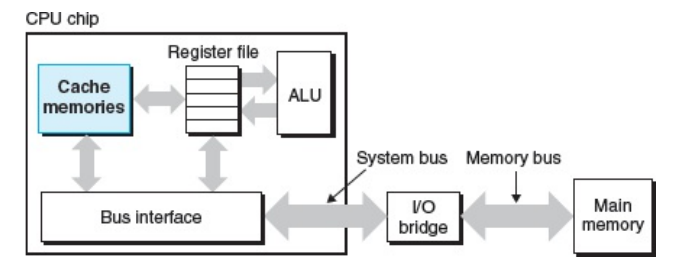 CPU chip
Register file
Cache
memories
ALU
System bus
Memory bus
Bus interface
I/O
bridge
Main
memory